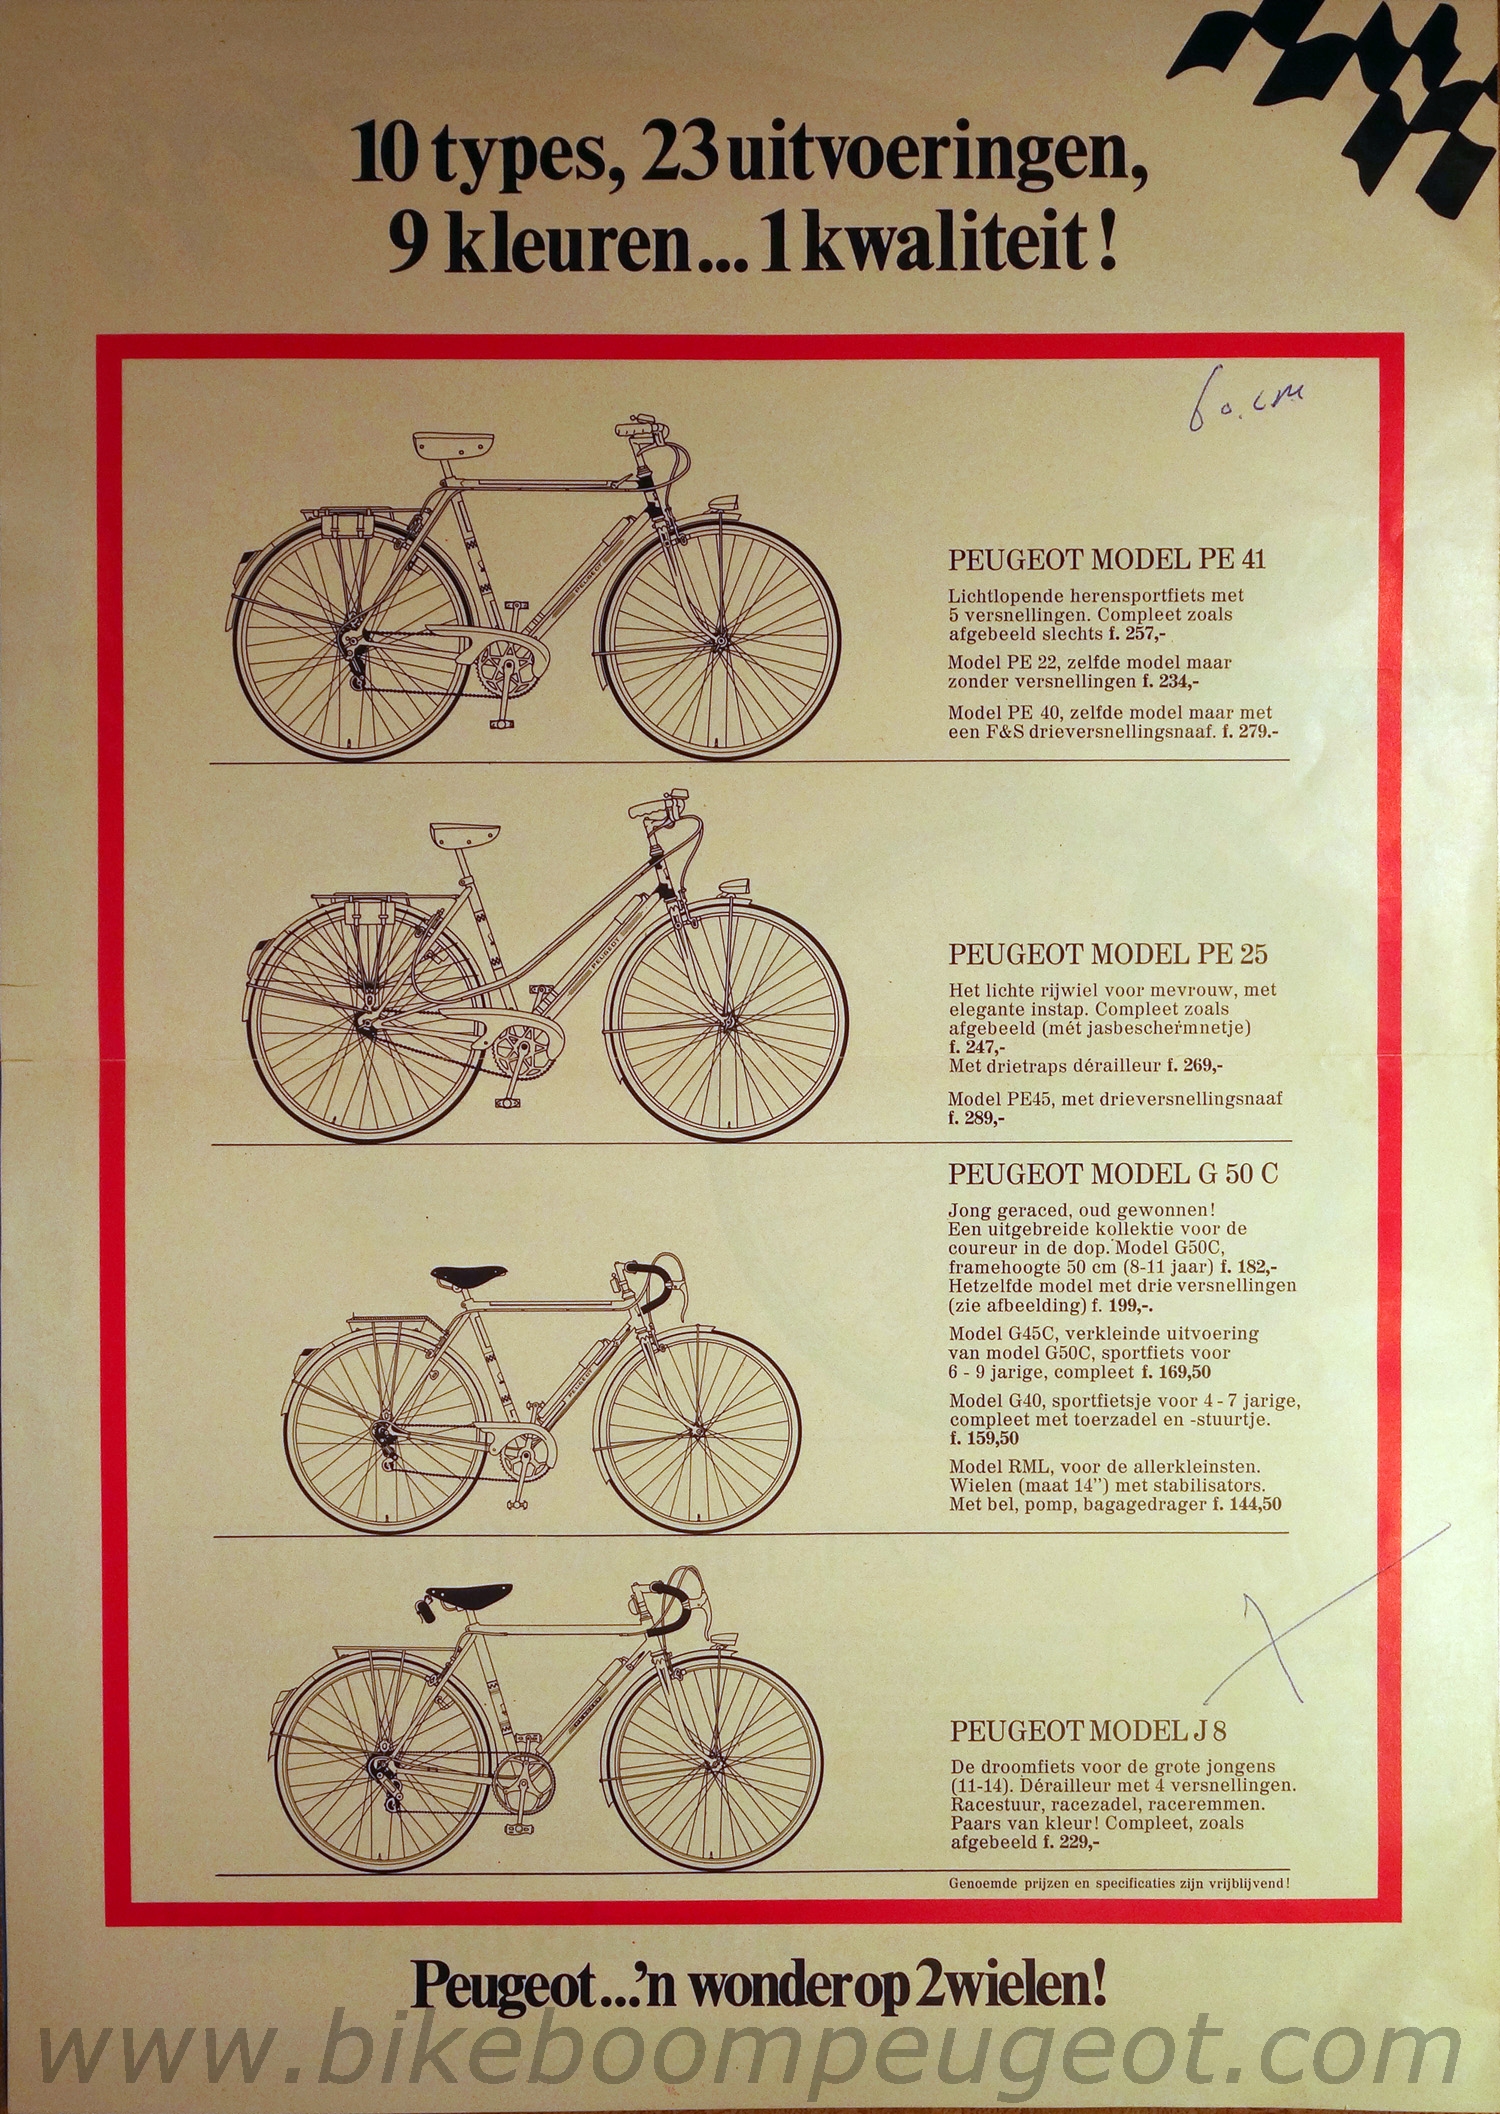 10 types, 23 uitvoeringen,
9 kleuren... 1 kwaliteit!
60.cm
PEUGEOT
PEUGEOT MODEL PE 41
Lichtlopende herensportfiets met
5 versnellingen. Compleet zoals
afgebeeld slechts f. 257,-
Model PE 22, zelfde model maar
zonder versnellingen f. 234,-
Model PE 40, zelfde model maar met
een F&S drieversnellingsnaaf. f. 279.-
PEUGEOT
PEUGEOT MODEL PE 25
Het lichte rijwiel voor mevrouw, met
elegante instap. Compleet zoals
afgebeeld (mét jasbeschermnetje)
f. 247,-
Met drietraps dérailleur f. 269,-
Model PE45, met drieversnellingsnaaf
f. 289,-
PEUGEOT
PEUGEOT MODEL G 50 C
Jong geraced, oud gewonnen!
Een uitgebreide kollektie voor de
coureur in de dop. Model G50C,
framehoogte 50 cm (8-11 jaar) f. 182,-
Hetzelfde model met drie versnellingen
(zie afbeelding) f. 199,-.
Model G45C, verkleinde uitvoering
van model G50C, sportfiets voor
6 - 9 jarige, compleet f. 169,50
Model G40, sportfietsje voor 4 - 7 jarige,
compleet met toerzadel en -stuurtje.
f. 159,50
Model RML, voor de allerkleinsten.
Wielen (maat 14") met stabilisators.
Met bel, pomp, bagagedrager f. 144,50
PEUGEOT MODEL J 8
De droomfiets voor de grote jongens
(11-14). Dérailleur met 4 versnellingen.
Racestuur, racezadel, raceremmen.
Paars van kleur! Compleet, zoals
afgebeeld f. 229,-
Genoemde prijzen en specificaties zijn vrijblijvend!
Peugeot...'n wonder op 2 wielen!
www.bikeboompeugeot.com